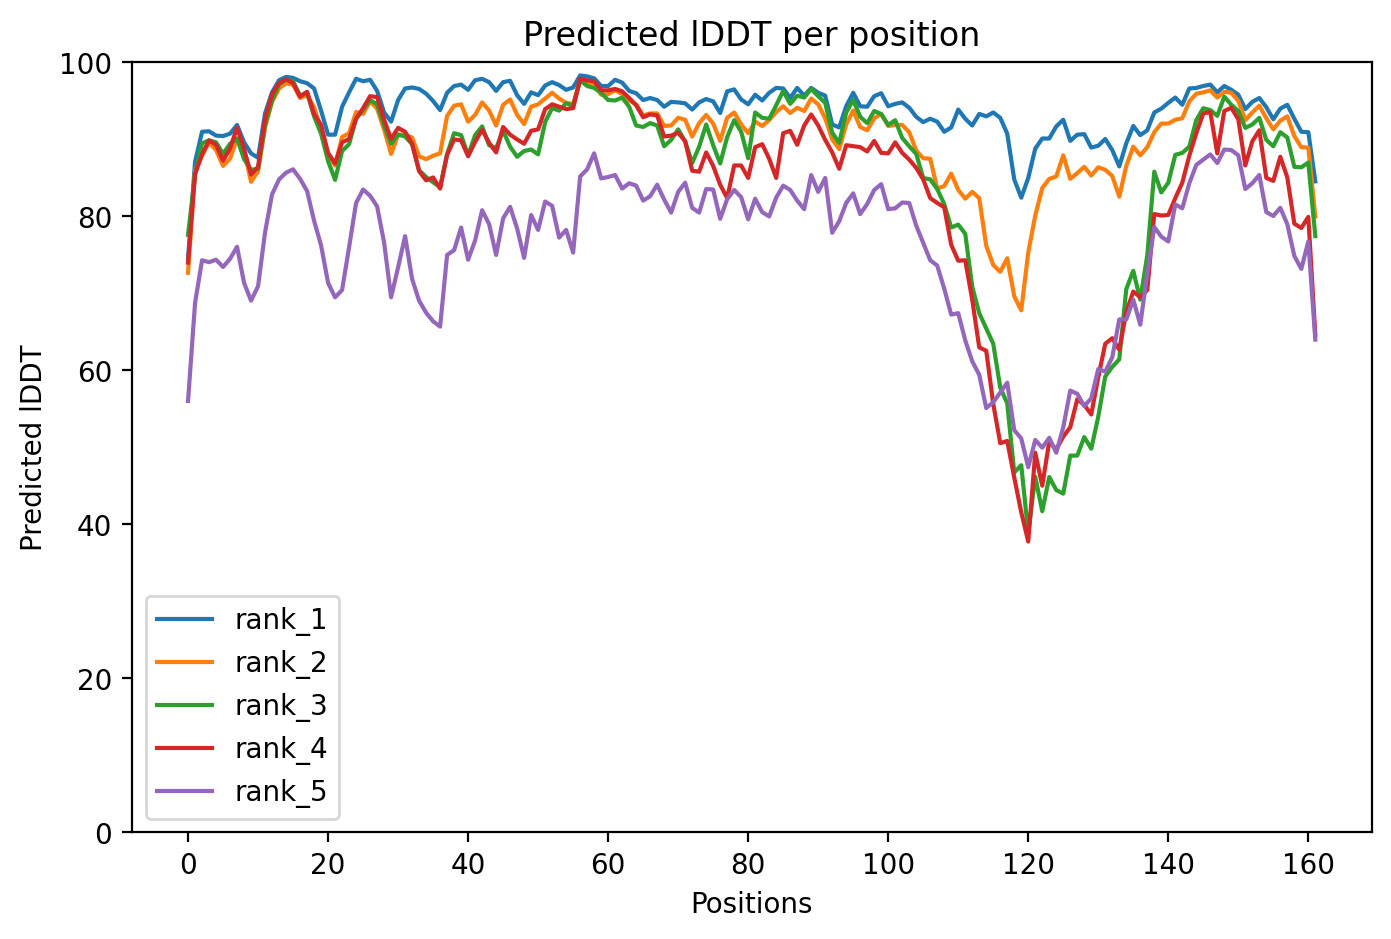 Predicted lDDT per position
100
80
60
40
20
0
Predicted lDDT
rank_1
rank_2
rank_3
rank_4
rank_5
0 20 40 60 80 100 120 140 160
Positions